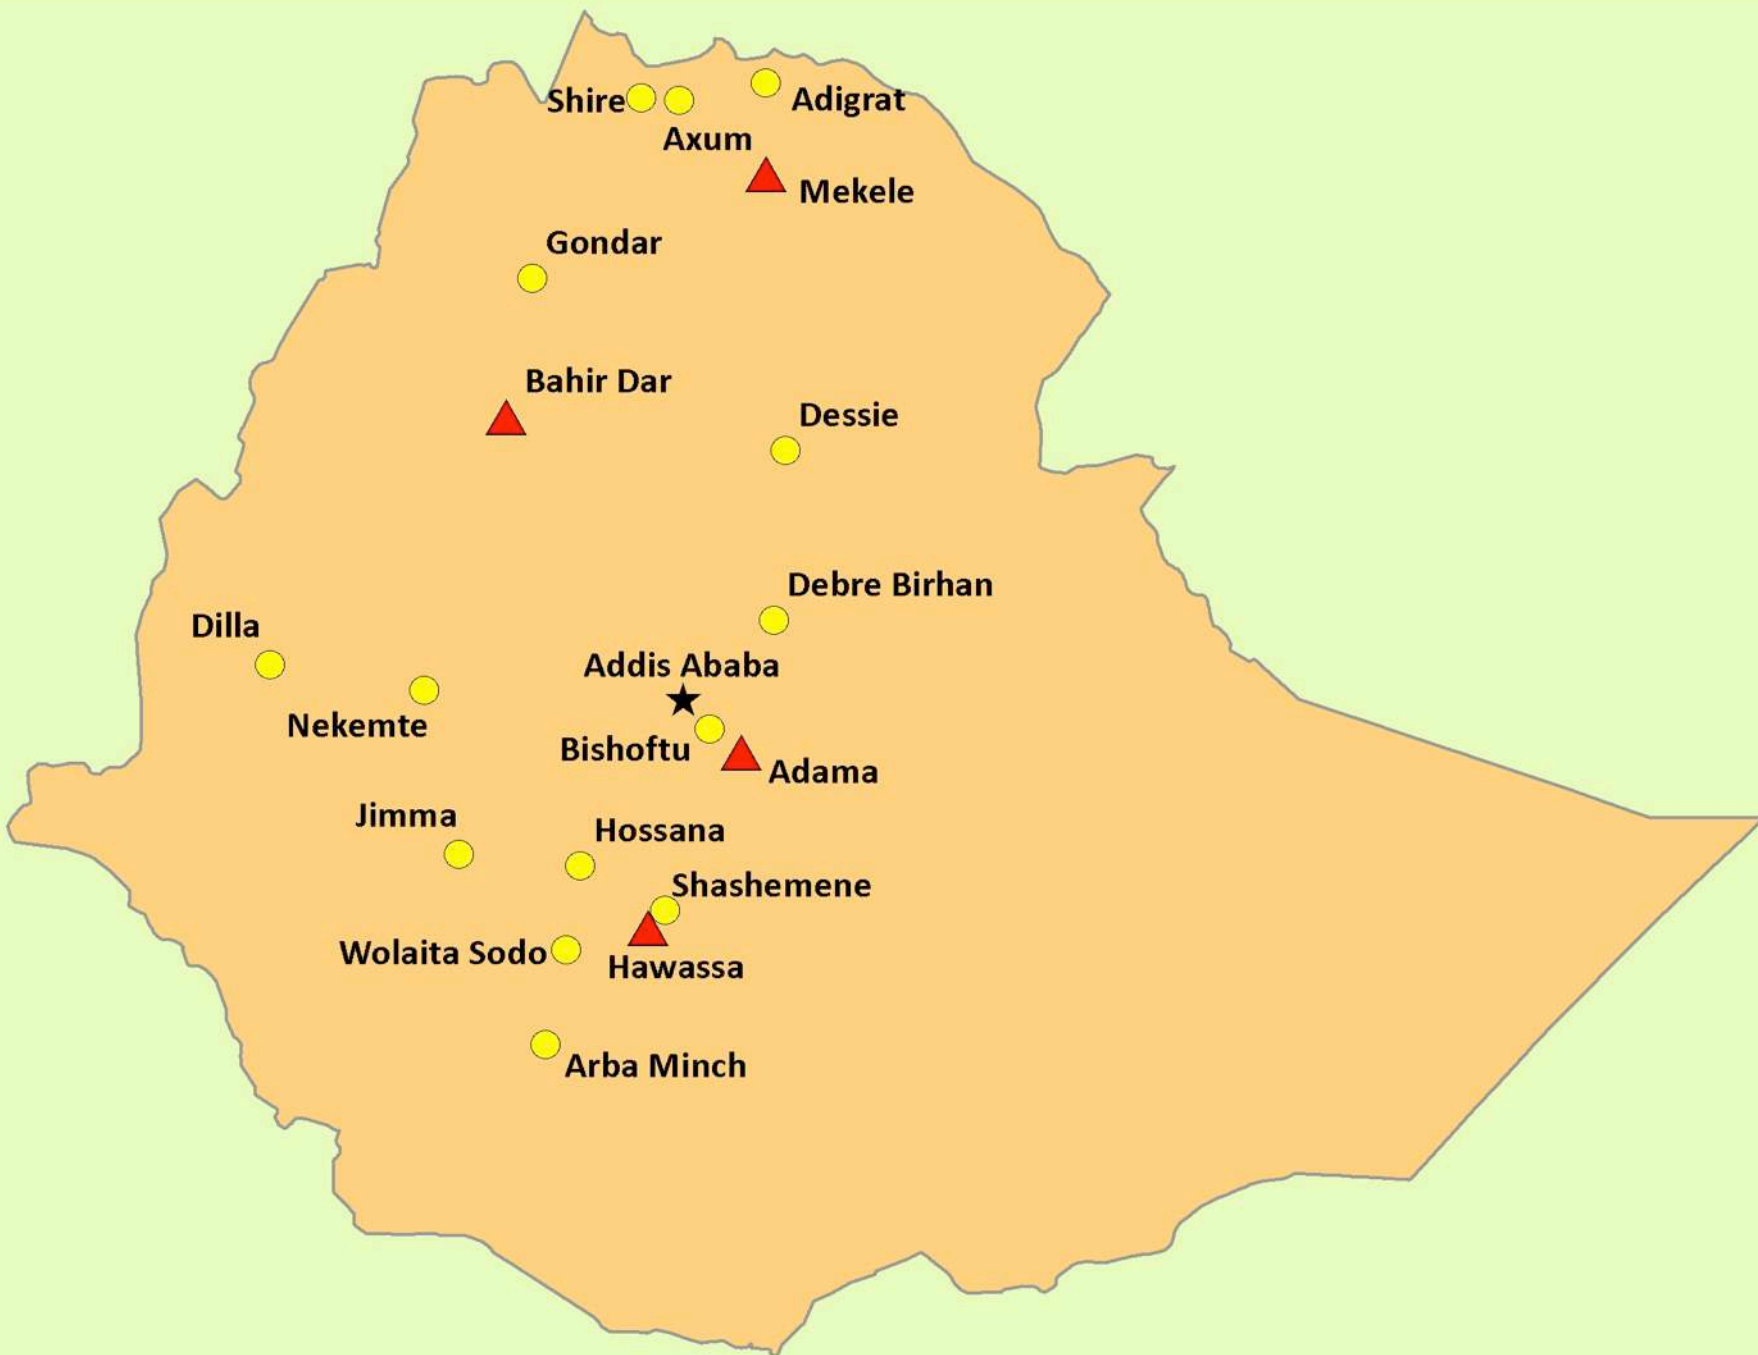 Shire
Adigrat
Axum
Mekele
Gondar
Bahir Dar
Dessie
Debre Birhan
Dilla
Addis Ababa
Nekemte
Bishoftu
Adama
Jimma
Hossana
Shashemene
Wolaita Sodo
Hawassa
Arba Minch